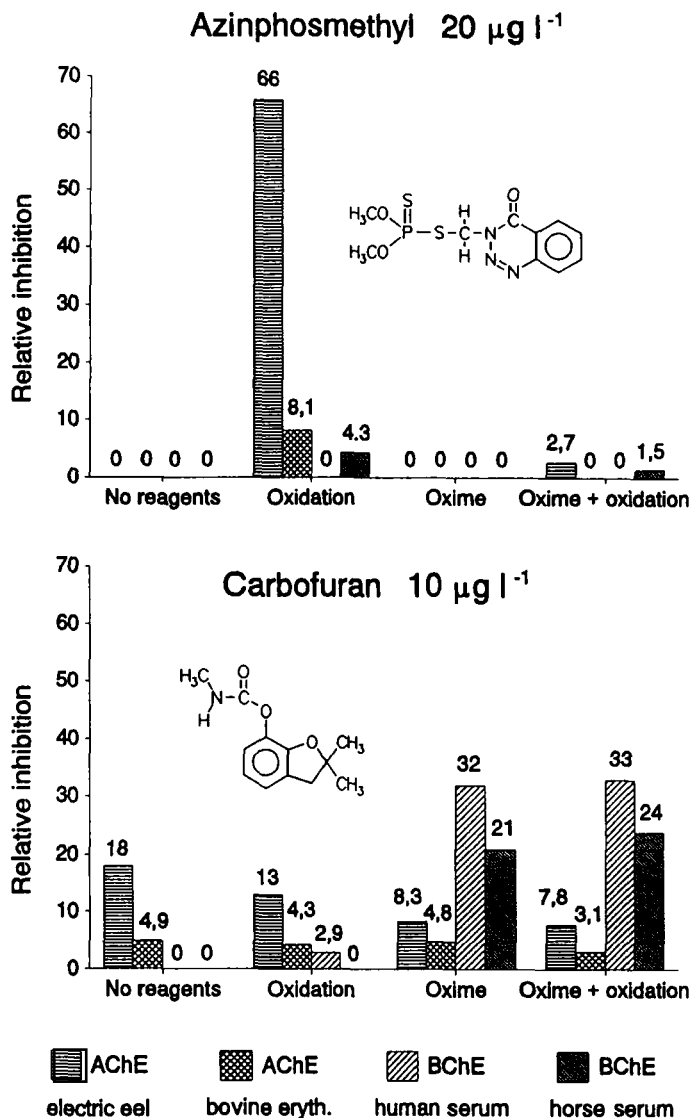 Azinphosmethyl 20 µg l⁻¹
70
60
50
40
30
20
10
0
Relative inhibition
66
8,1
0
4.3
0 0 0 0
0 0 0 0
2,7
0 0
1,5
S
H₃CO
P
H₃CO
S
H
C
H
N
N
N
O
C
No reagents Oxidation Oxime Oxime + oxidation
Carbofuran 10 µg l⁻¹
70
60
50
40
30
20
10
0
Relative inhibition
H₃C
N
H
O
C
O
O
CH₃
CH₃
18
4,9
0 0
13
4,3
2,9
0
8,3
4,8
32
21
7,8
3,1
33
24
No reagents Oxidation Oxime Oxime + oxidation
AChE AChE BChE BChE
electric eel bovine eryth. human serum horse serum